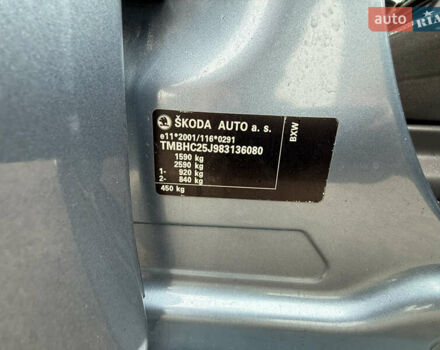 auto RIA
ŠKODA AUTO a. s.
e11*2001/116*0291
TMBHC25J983136080
1590 kg
2590 kg
1- 920 kg
2- 840 kg
450 kg
BXW